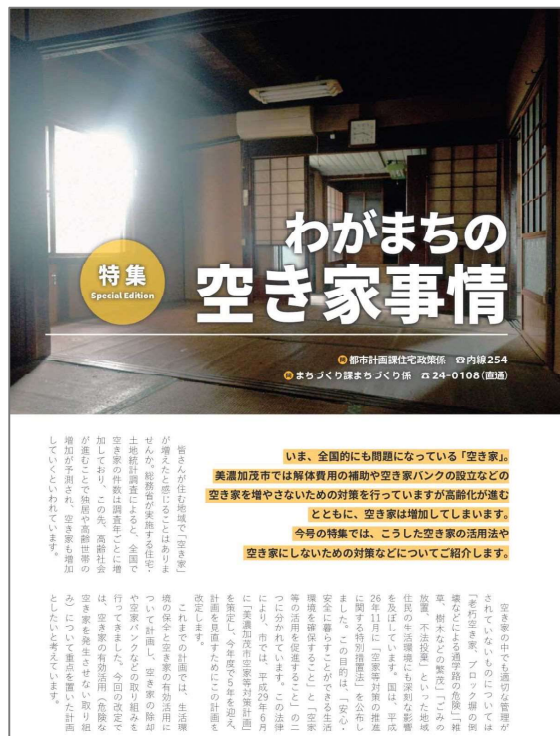 特集
Special Edition
わがまちの
空き家事情
問 都市計画課住宅政策係 ☎内線254
問 まちづくり課まちづくり係 ☎24-0108(直通)
いま、全国的にも問題になっている「空き家」。
美濃加茂市では解体費用の補助や空き家バンクの設立などの
空き家を増やさないための対策を行っていますが高齢化が進む
とともに、空き家は増加してしまいます。
今号の特集では、こうした空き家の活用法や
空き家にしないための対策などについてご紹介します。
皆さんが住む地域で「空き家」
が増えたと感じることはありま
せんか。総務省が実施する住宅・
土地統計調査によると、全国で
空き家の件数は調査年ごとに増
加しており、この先、高齢社会
が進むことで独居や高齢世帯の
増加が予測され、空き家も増加
していくといわれています。
空き家の中でも適切な管理が
されていないものについては
「老朽空き家、ブロック塀の倒
壊などによる通学路の危険」「雑
草、樹木などの繁茂」「ごみの
放置、不法投棄」といった地域
住民の生活環境にも深刻な影響
を及ぼしています。国は、平成
26年11月に「空家等対策の推進
に関する特別措置法」を公布し
ました。この目的は、「安心・
安全に暮らすことができる生活
環境を確保すること」と「空家
等の活用を促進すること」の二
つに分かれています。この法律
により、市では、平成29年6月
に「美濃加茂市空家等対策計画」
を策定し、今年度で5年を迎え、
計画を見直すためにこの計画を
改定します。
これまでの計画では、生活環
境の保全と空き家の有効活用に
ついて計画し、空き家の除却
や空家バンクなどの取り組みを
行ってきました。今回の改定で
は、空き家の有効活用(危険な
空き家を発生させない取り組
み)について重点を置いた計画
としたいと考えています。